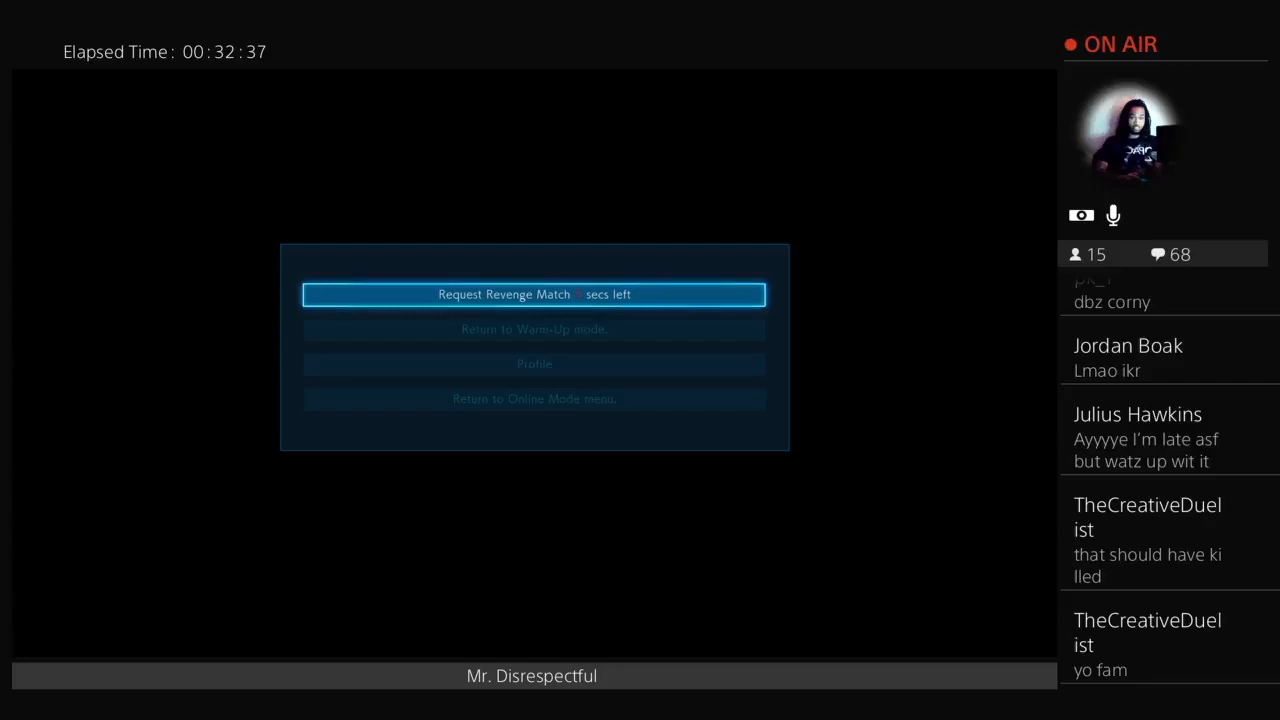 Elapsed Time: 00:32:37
ON AIR
15 68
dbz corny
Jordan Boak
Lmao ikr
Julius Hawkins
Ayyyye I'm late asf
but watz up wit it
TheCreativeDuel
ist
that should have ki
lled
TheCreativeDuel
ist
yo fam
Request Revenge Match secs left
Return to Warm-Up mode.
Profile
Return to Online Mode menu.
Mr. Disrespectful